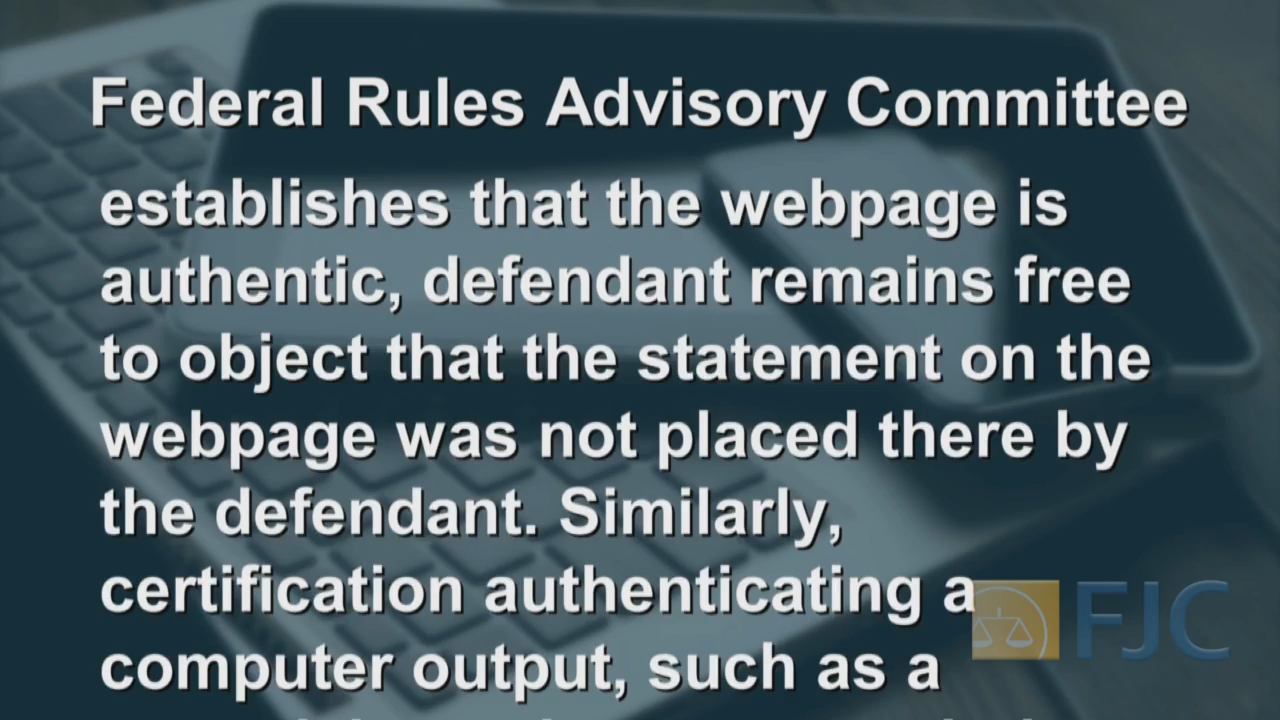 Federal Rules Advisory Committee
establishes that the webpage is
authentic, defendant remains free
to object that the statement on the
webpage was not placed there by
the defendant. Similarly,
certification authenticating a
computer output, such as a
FJC